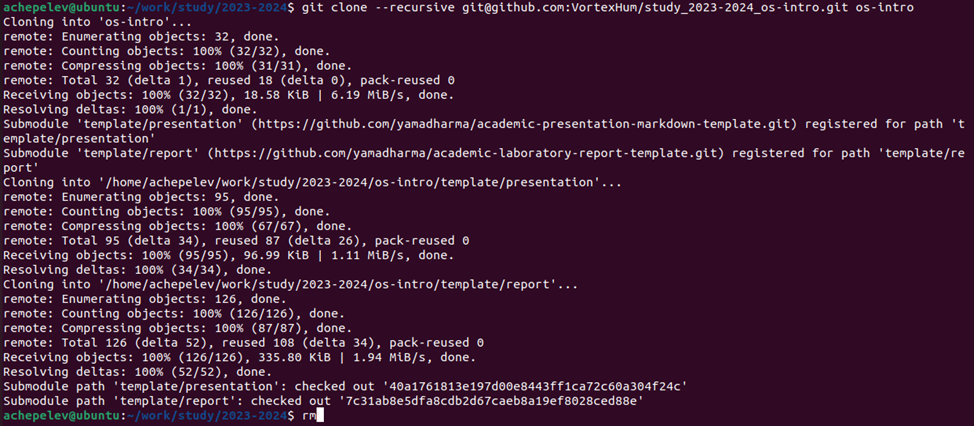 achepelev@ubuntu:~/work/study/2023-2024$ git clone --recursive git@github.com:VortexHum/study_2023-2024_os-intro.git os-intro
Cloning into 'os-intro'...
remote: Enumerating objects: 32, done.
remote: Counting objects: 100% (32/32), done.
remote: Compressing objects: 100% (31/31), done.
remote: Total 32 (delta 1), reused 18 (delta 0), pack-reused 0
Receiving objects: 100% (32/32), 18.58 KiB | 6.19 MiB/s, done.
Resolving deltas: 100% (1/1), done.
Submodule 'template/presentation' (https://github.com/yamadharma/academic-presentation-markdown-template.git) registered for path 't
emplate/presentation'
Submodule 'template/report' (https://github.com/yamadharma/academic-laboratory-report-template.git) registered for path 'template/re
port'
Cloning into '/home/achepelev/work/study/2023-2024/os-intro/template/presentation'...
remote: Enumerating objects: 95, done.
remote: Counting objects: 100% (95/95), done.
remote: Compressing objects: 100% (67/67), done.
remote: Total 95 (delta 34), reused 87 (delta 26), pack-reused 0
Receiving objects: 100% (95/95), 96.99 KiB | 1.11 MiB/s, done.
Resolving deltas: 100% (34/34), done.
Cloning into '/home/achepelev/work/study/2023-2024/os-intro/template/report'...
remote: Enumerating objects: 126, done.
remote: Counting objects: 100% (126/126), done.
remote: Compressing objects: 100% (87/87), done.
remote: Total 126 (delta 52), reused 108 (delta 34), pack-reused 0
Receiving objects: 100% (126/126), 335.80 KiB | 1.94 MiB/s, done.
Resolving deltas: 100% (52/52), done.
Submodule path 'template/presentation': checked out '40a1761813e197d00e8443ff1ca72c60a304f24c'
Submodule path 'template/report': checked out '7c31ab8e5dfa8cdb2d67caeb8a19ef8028ced88e'
achepelev@ubuntu:~/work/study/2023-2024$ rm